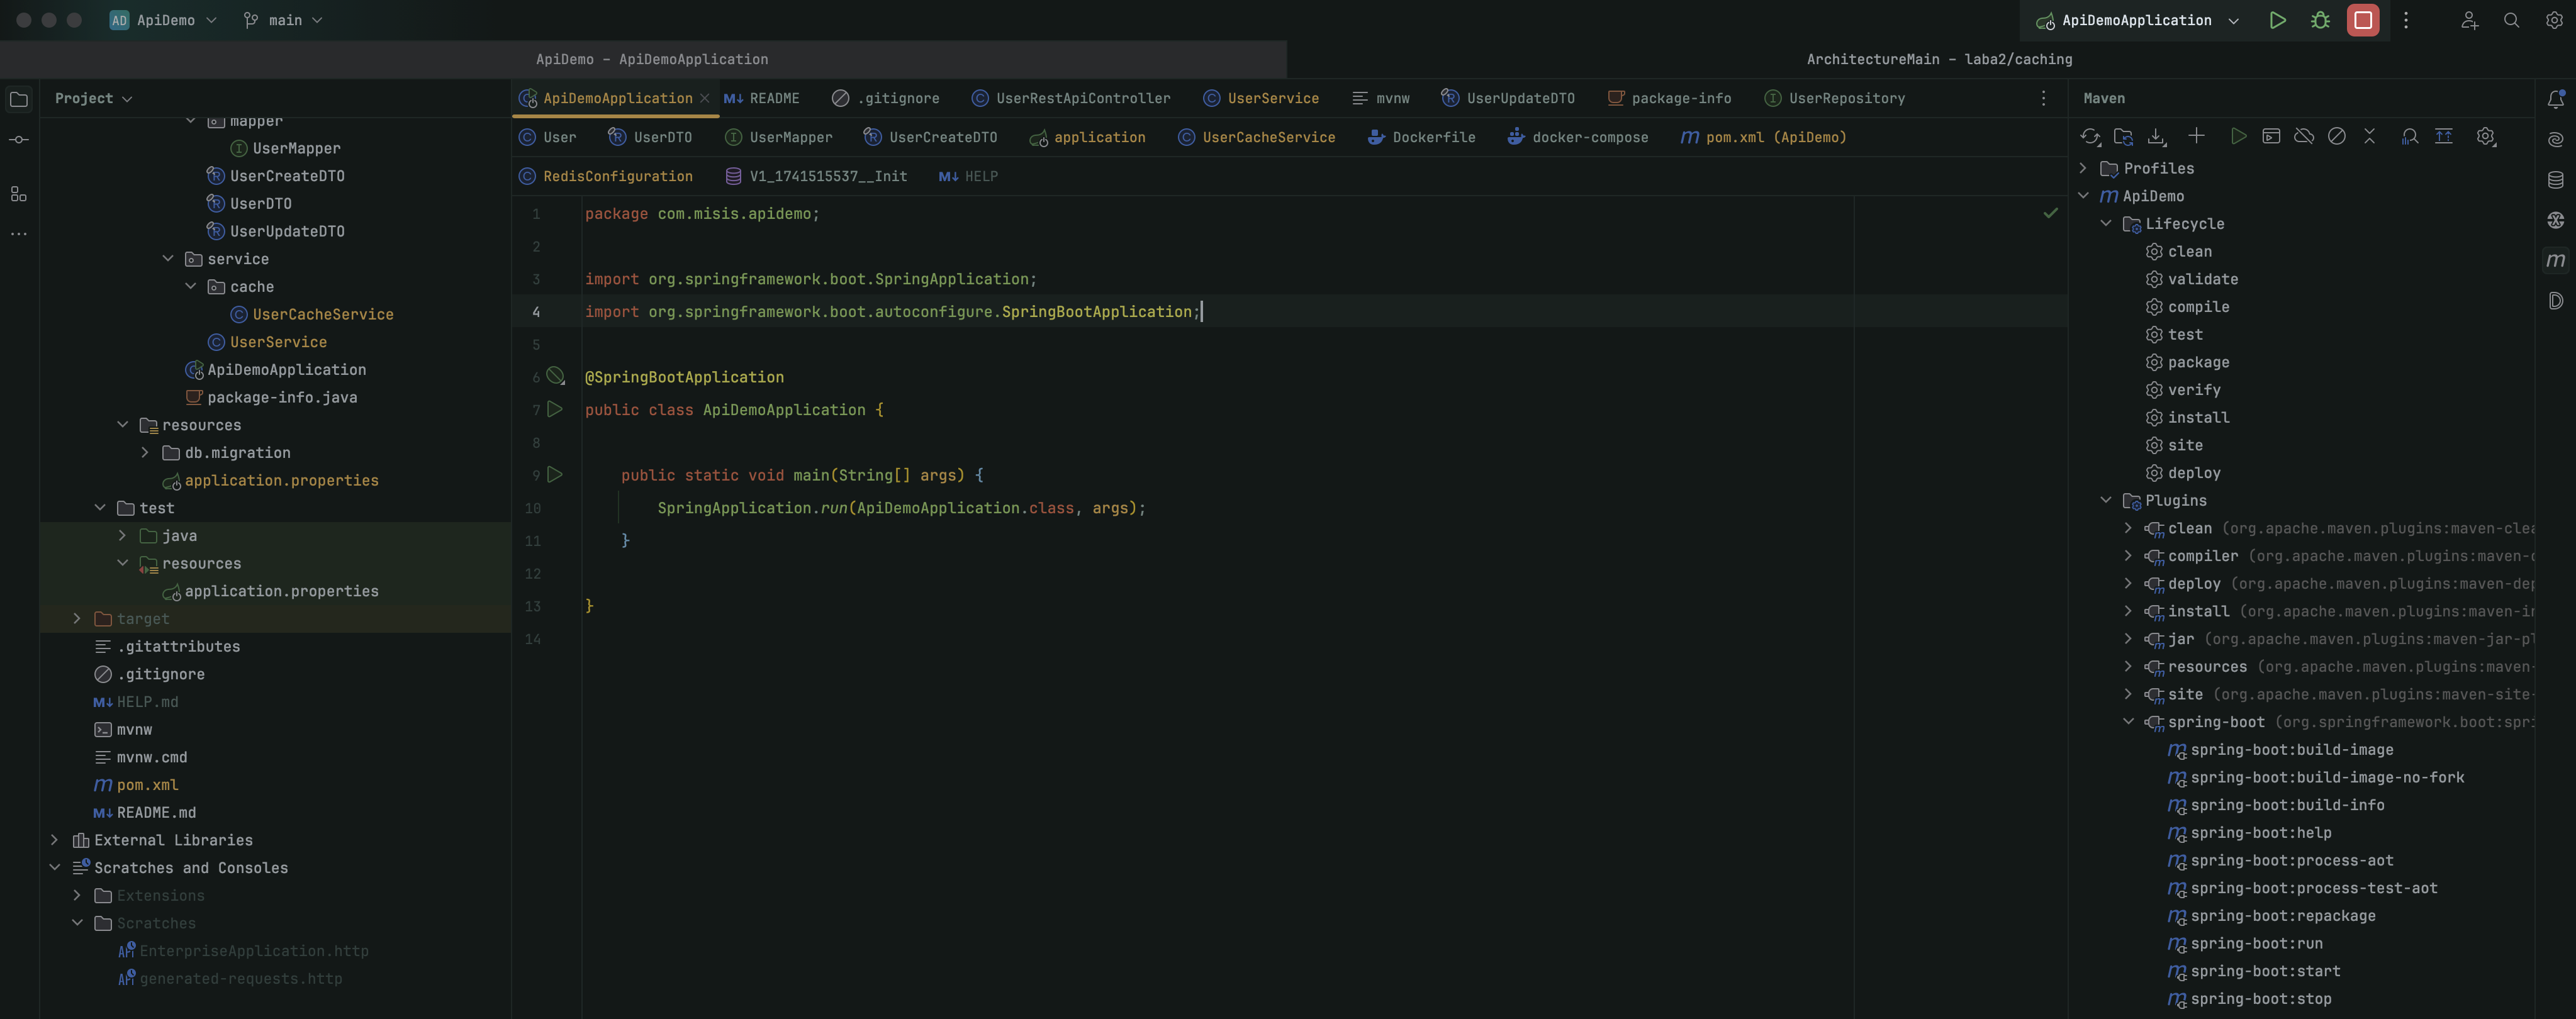 AD ApiDemo main ApiDemoApplication
ApiDemo – ApiDemoApplication ArchitectureMain – laba2/caching
Project
mapper
UserMapper
UserCreateDTO
UserDTO
UserUpdateDTO
service
cache
UserCacheService
UserService
ApiDemoApplication
package-info.java
resources
db.migration
application.properties
test
java
resources
application.properties
target
.gitattributes
.gitignore
M↓ HELP.md
mvnw
mvnw.cmd
m pom.xml
M↓ README.md
External Libraries
Scratches and Consoles
Extensions
Scratches
API EnterpriseApplication.http
API generated-requests.http
ApiDemoApplication M↓ README .gitignore UserRestApiController UserService mvnw UserUpdateDTO package-info UserRepository
User UserDTO UserMapper UserCreateDTO application UserCacheService Dockerfile docker-compose m pom.xml (ApiDemo)
RedisConfiguration V1_1741515537__Init M↓ HELP
1 package com.misis.apidemo;
2
3 import org.springframework.boot.SpringApplication;
4 import org.springframework.boot.autoconfigure.SpringBootApplication;
5
6 @SpringBootApplication
7 public class ApiDemoApplication {
8
9 public static void main(String[] args) {
10 SpringApplication.run(ApiDemoApplication.class, args);
11 }
12
13 }
14
Maven
Profiles
m ApiDemo
Lifecycle
clean
validate
compile
test
package
verify
install
site
deploy
Plugins
clean (org.apache.maven.plugins:maven-clea
compiler (org.apache.maven.plugins:maven-c
deploy (org.apache.maven.plugins:maven-dep
install (org.apache.maven.plugins:maven-in
jar (org.apache.maven.plugins:maven-jar-pl
resources (org.apache.maven.plugins:maven-
site (org.apache.maven.plugins:maven-site-
spring-boot (org.springframework.boot:spri
spring-boot:build-image
spring-boot:build-image-no-fork
spring-boot:build-info
spring-boot:help
spring-boot:process-aot
spring-boot:process-test-aot
spring-boot:repackage
spring-boot:run
spring-boot:start
spring-boot:stop